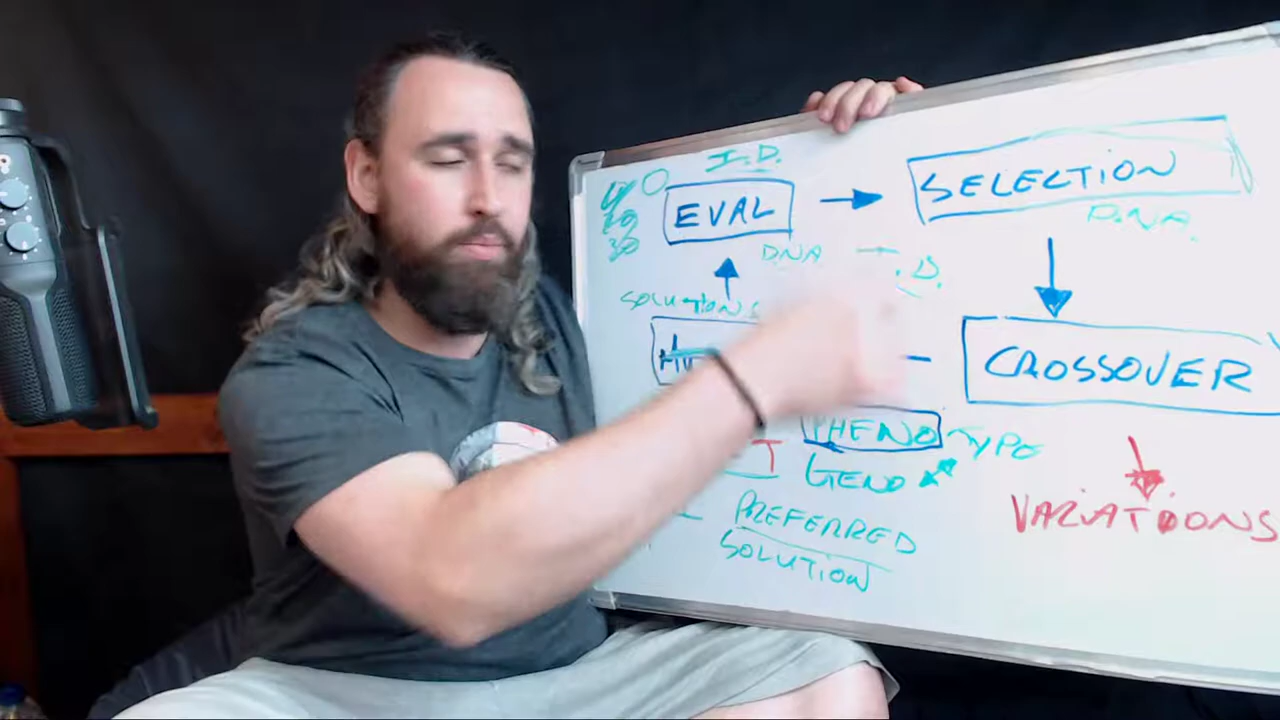 I.D.
EVAL
SELECTION
DNA
DNA
SOLUTIONS
CROSSOVER
PHENO TYPE
GENO
PREFERRED
SOLUTION
VARIATIONS